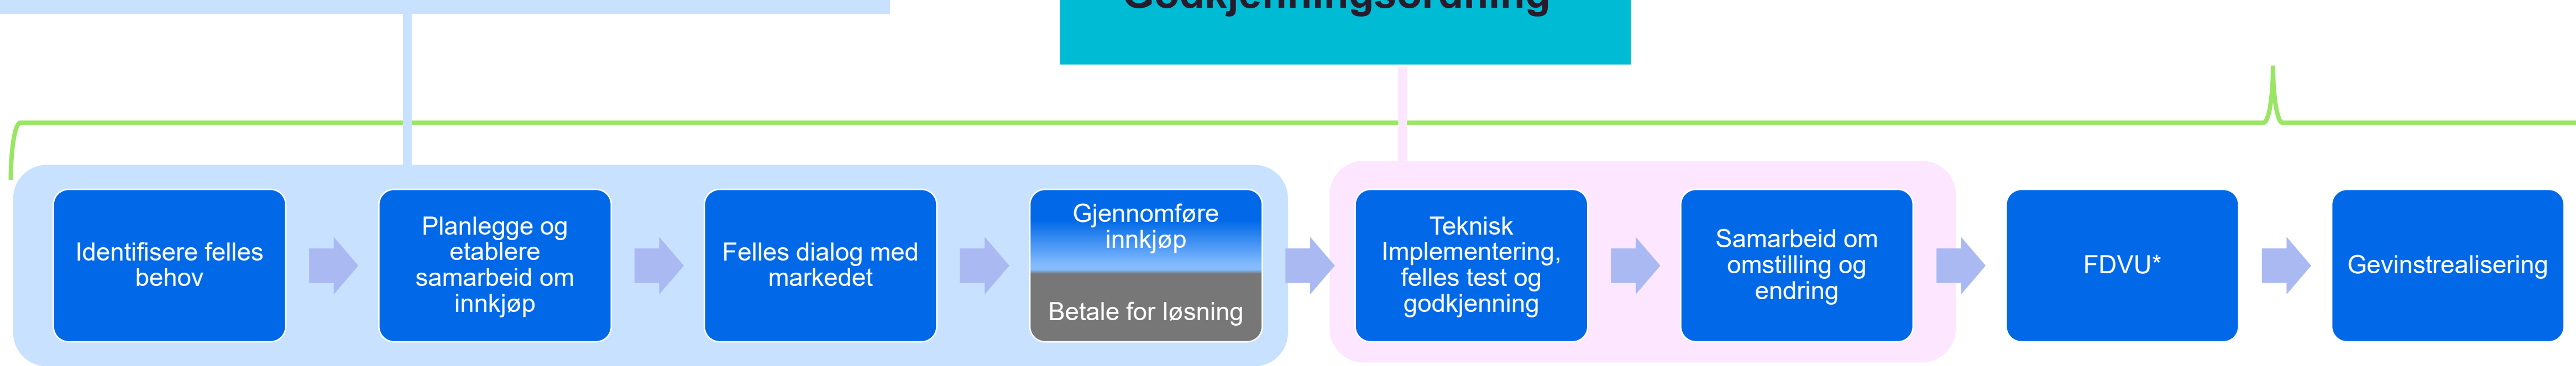 Godkjenningsordning
Identifisere felles
behov
Planlegge og
etablere
samarbeid om
innkjøp
Felles dialog med
markedet
Gjennomføre
innkjøp
Betale for løsning
Teknisk
Implementering,
felles test og
godkjenning
Samarbeid om
omstilling og
endring
FDVU*
Gevinstrealisering